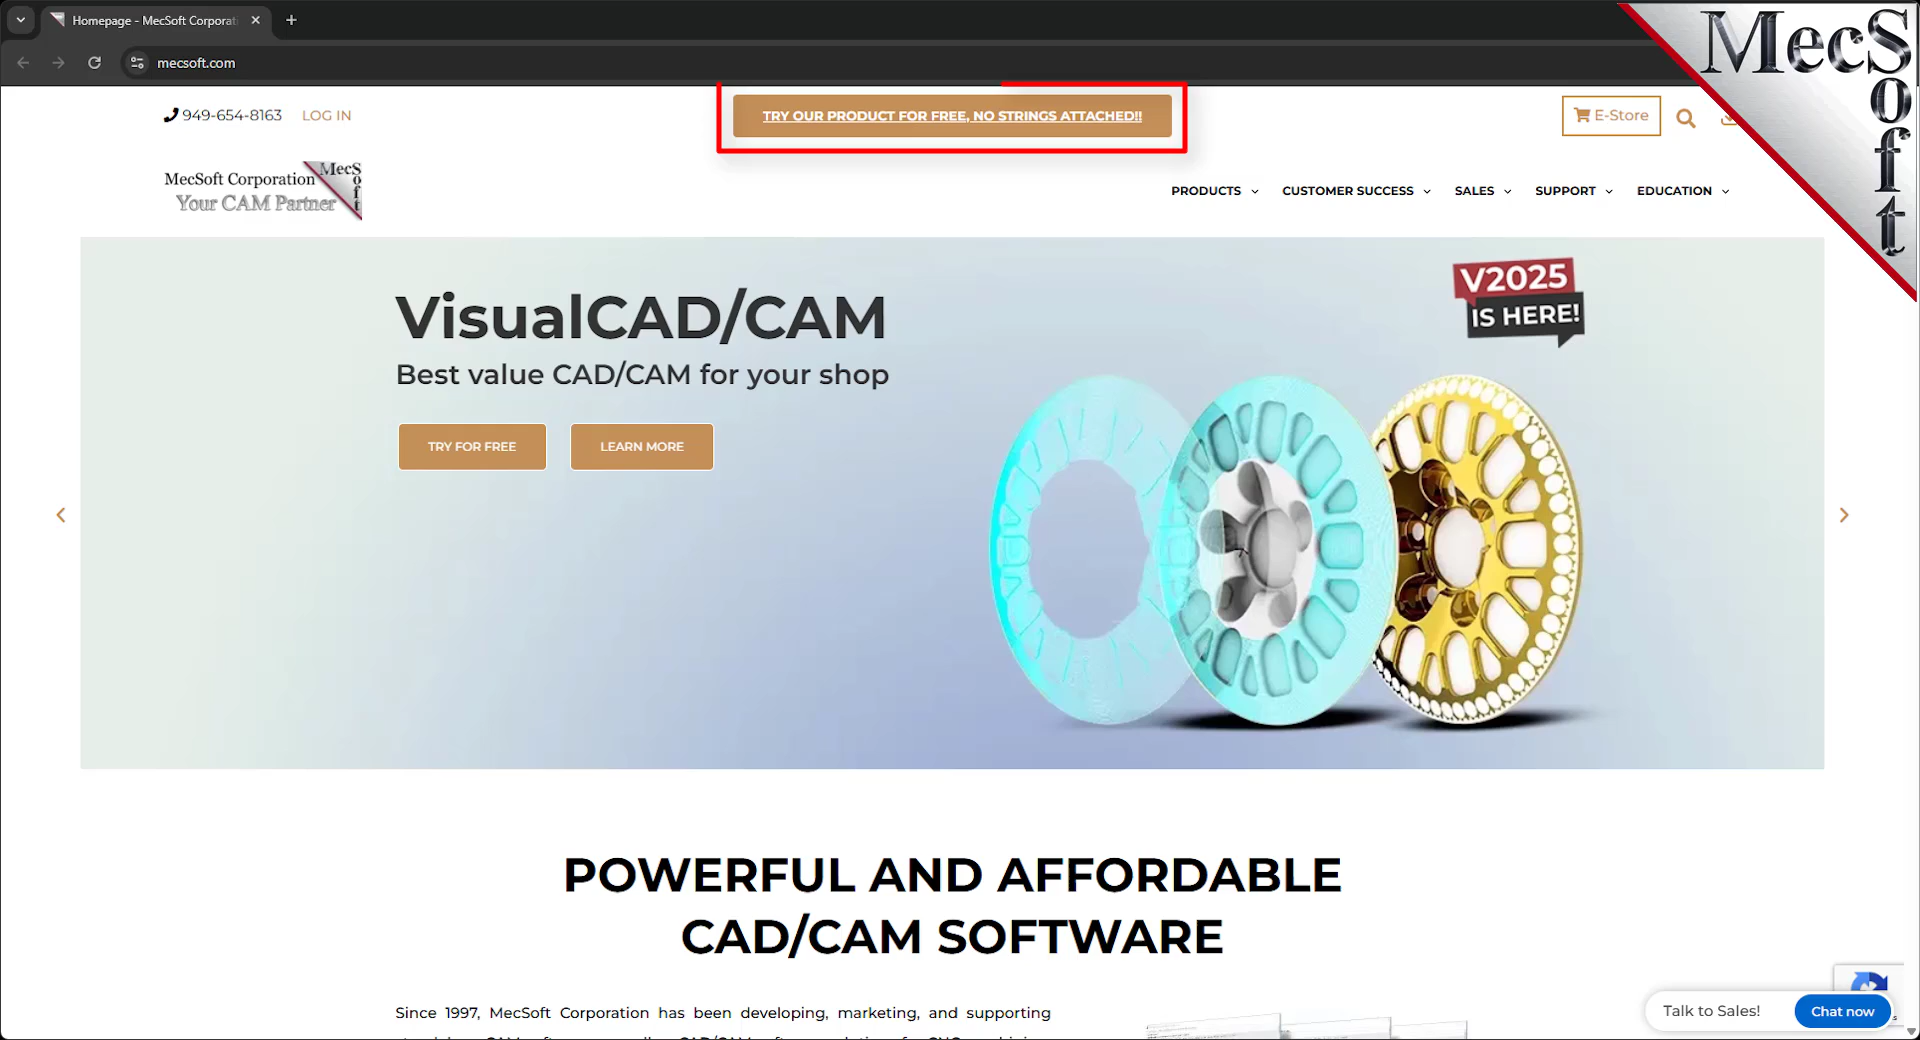 Homepage - MecSoft Corporat
mecsoft.com
MecSoft
949-654-8163 LOG IN
TRY OUR PRODUCT FOR FREE, NO STRINGS ATTACHED!!
E-Store
MecSoft Corporation
Your CAM Partner
MecSoft
PRODUCTS CUSTOMER SUCCESS SALES SUPPORT EDUCATION
VisualCAD/CAM
Best value CAD/CAM for your shop
TRY FOR FREE LEARN MORE
V2025
IS HERE!
POWERFUL AND AFFORDABLE
CAD/CAM SOFTWARE
Since 1997, MecSoft Corporation has been developing, marketing, and supporting
Talk to Sales! Chat now